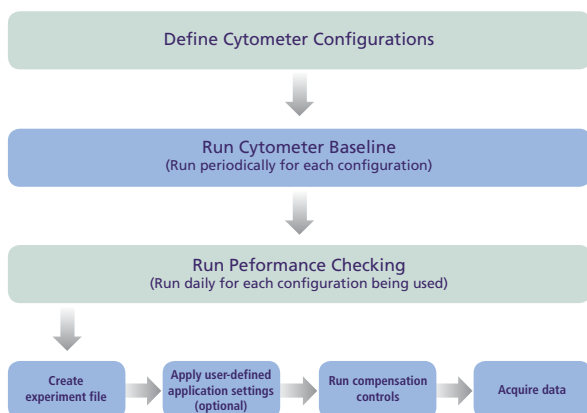 Define Cytometer Configurations
Run Cytometer Baseline
(Run periodically for each configuration)
Run Peformance Checking
(Run daily for each configuration being used)
Create
experiment file
Apply user-defined
application settings
(optional)
Run compensation
controls
Acquire data